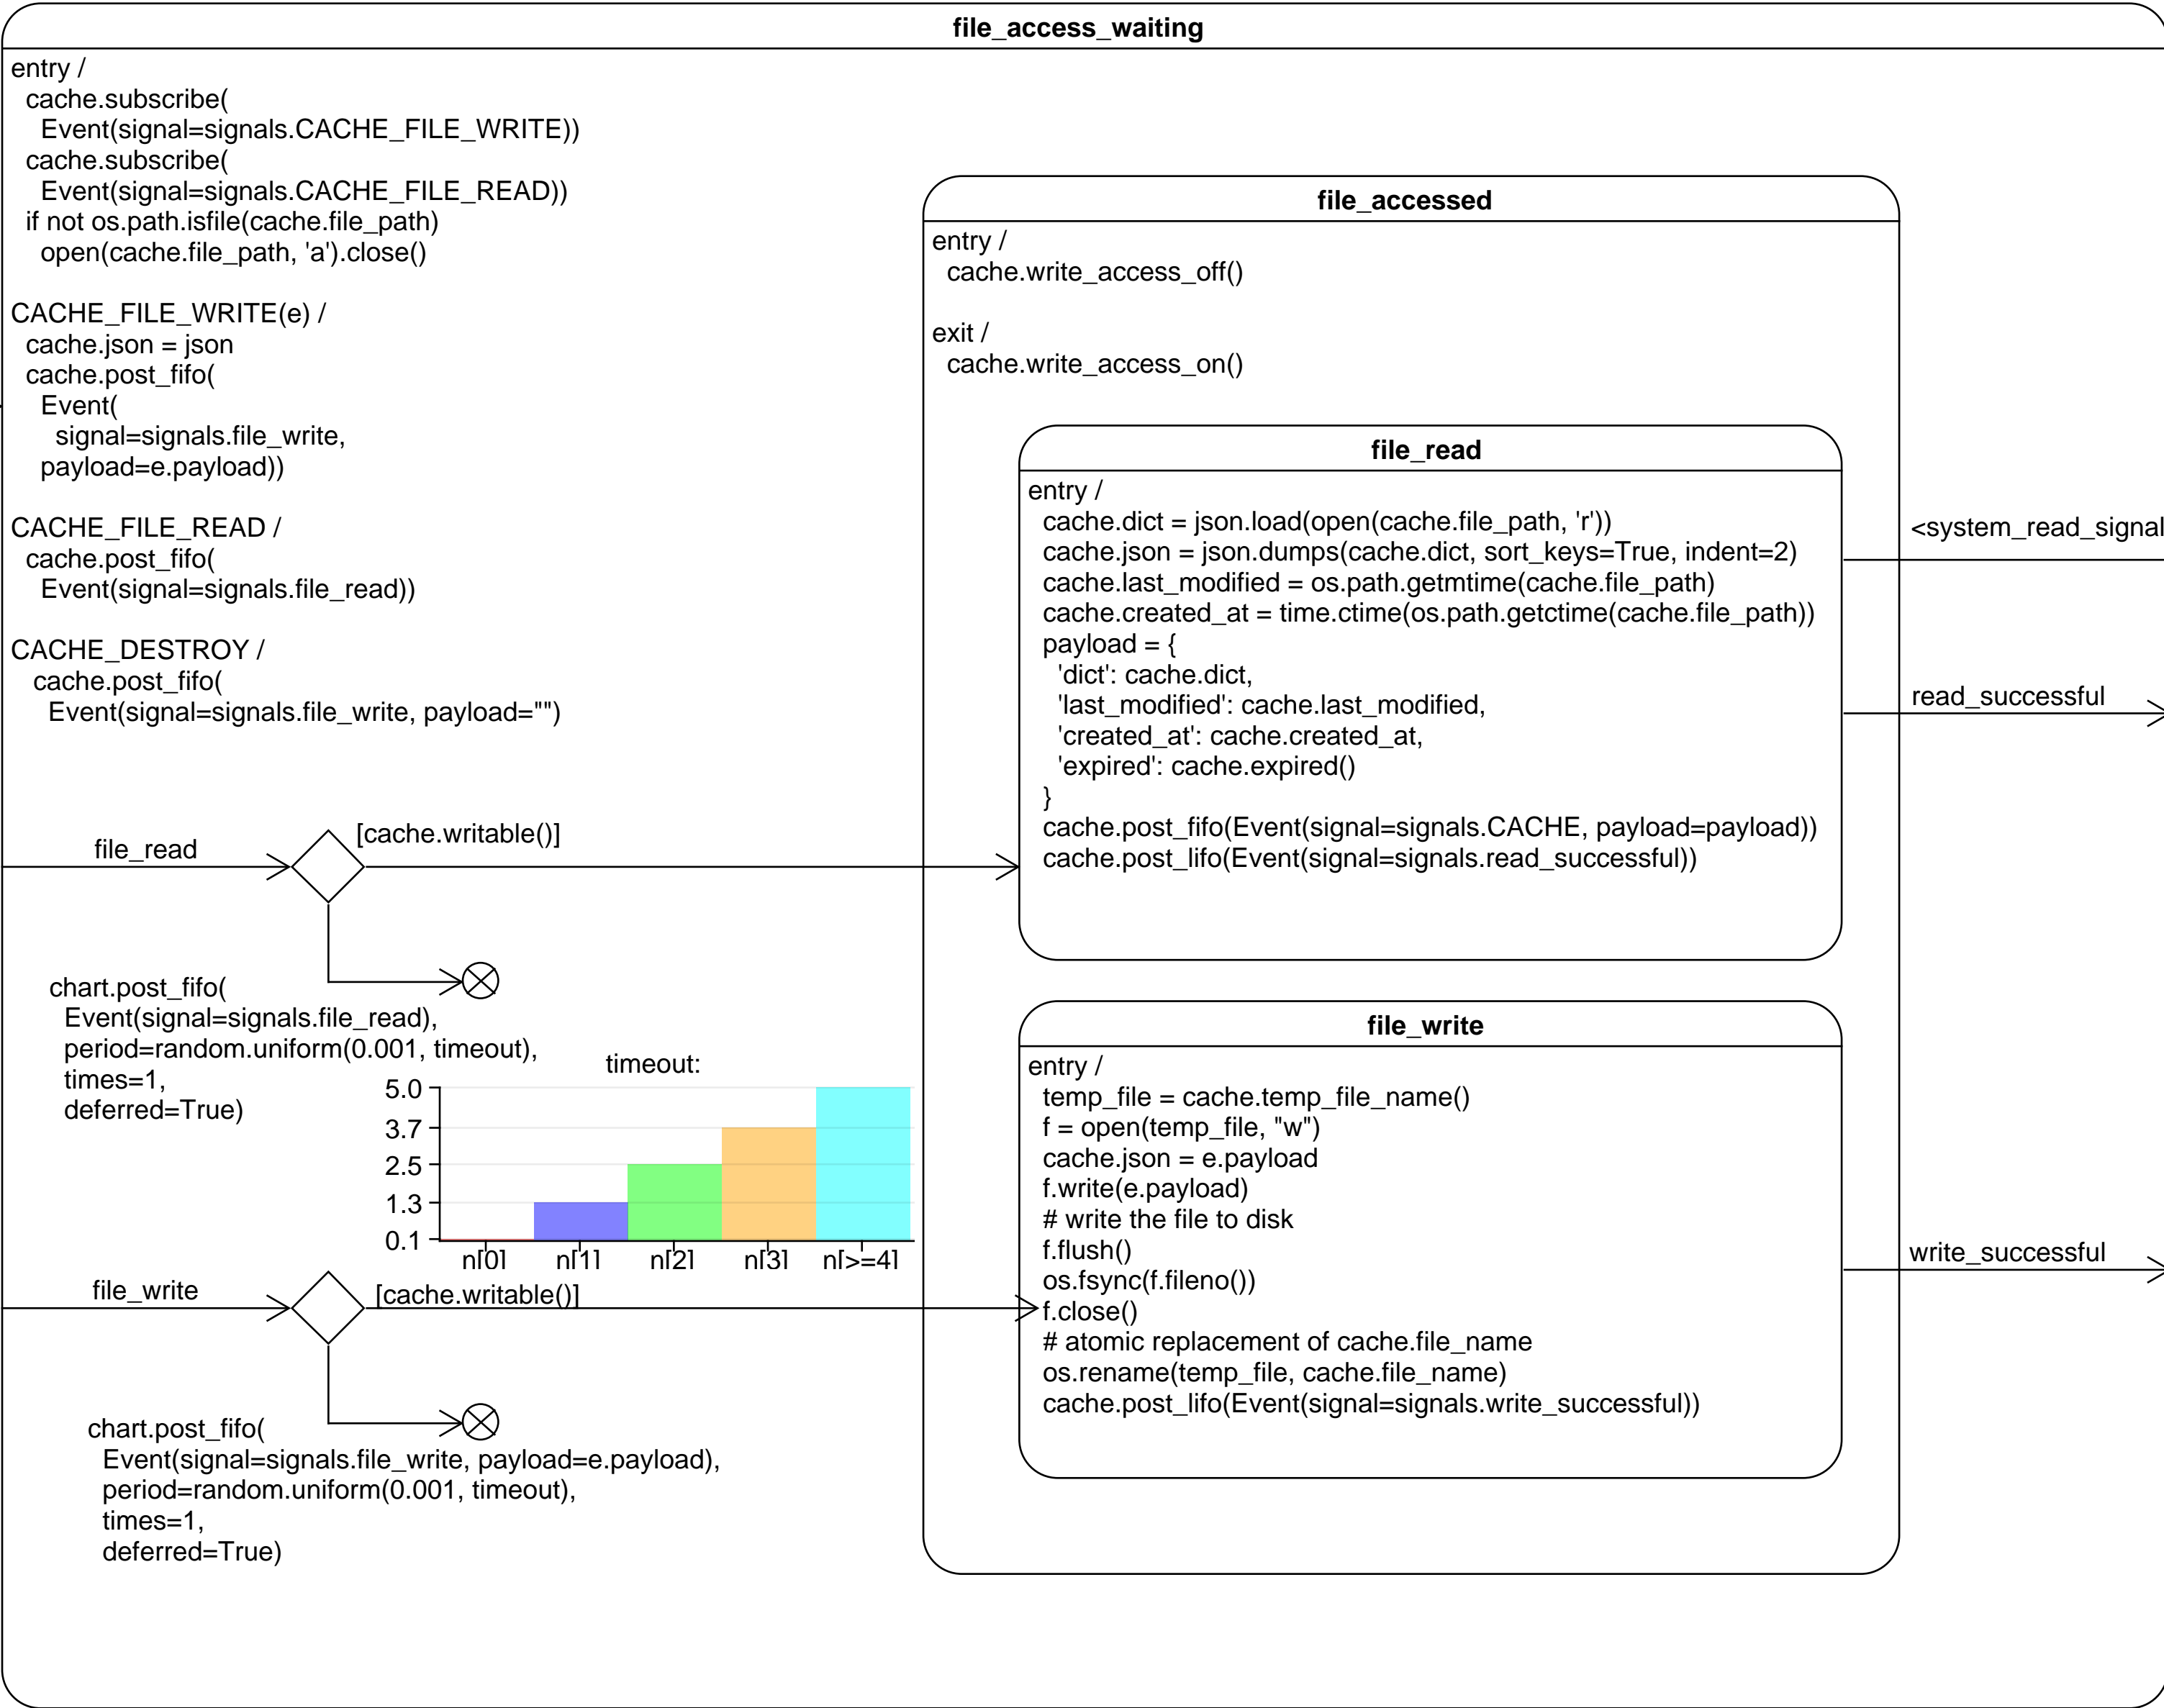 file_access_waiting
entry /
cache.subscribe(
Event(signal=signals.CACHE_FILE_WRITE))
cache.subscribe(
Event(signal=signals.CACHE_FILE_READ))
if not os.path.isfile(cache.file_path)
open(cache.file_path, 'a').close()
CACHE_FILE_WRITE(e) /
cache.json = json
cache.post_fifo(
Event(
signal=signals.file_write,
payload=e.payload))
CACHE_FILE_READ /
cache.post_fifo(
Event(signal=signals.file_read))
CACHE_DESTROY /
cache.post_fifo(
Event(signal=signals.file_write, payload="")
file_read
[cache.writable()]
chart.post_fifo(
Event(signal=signals.file_read),
period=random.uniform(0.001, timeout),
times=1,
deferred=True)
timeout:
5.0
3.7
2.5
1.3
0.1
n[0] n[1] n[2] n[3] n[>=4]
file_write
[cache.writable()]
chart.post_fifo(
Event(signal=signals.file_write, payload=e.payload),
period=random.uniform(0.001, timeout),
times=1,
deferred=True)
file_accessed
entry /
cache.write_access_off()
exit /
cache.write_access_on()
file_read
entry /
cache.dict = json.load(open(cache.file_path, 'r'))
cache.json = json.dumps(cache.dict, sort_keys=True, indent=2)
cache.last_modified = os.path.getmtime(cache.file_path)
cache.created_at = time.ctime(os.path.getctime(cache.file_path))
payload = {
'dict': cache.dict,
'last_modified': cache.last_modified,
'created_at': cache.created_at,
'expired': cache.expired()
}
cache.post_fifo(Event(signal=signals.CACHE, payload=payload))
cache.post_lifo(Event(signal=signals.read_successful))
file_write
entry /
temp_file = cache.temp_file_name()
f = open(temp_file, "w")
cache.json = e.payload
f.write(e.payload)
# write the file to disk
f.flush()
os.fsync(f.fileno())
f.close()
# atomic replacement of cache.file_name
os.rename(temp_file, cache.file_name)
cache.post_lifo(Event(signal=signals.write_successful))
<system_read_signal
read_successful
write_successful